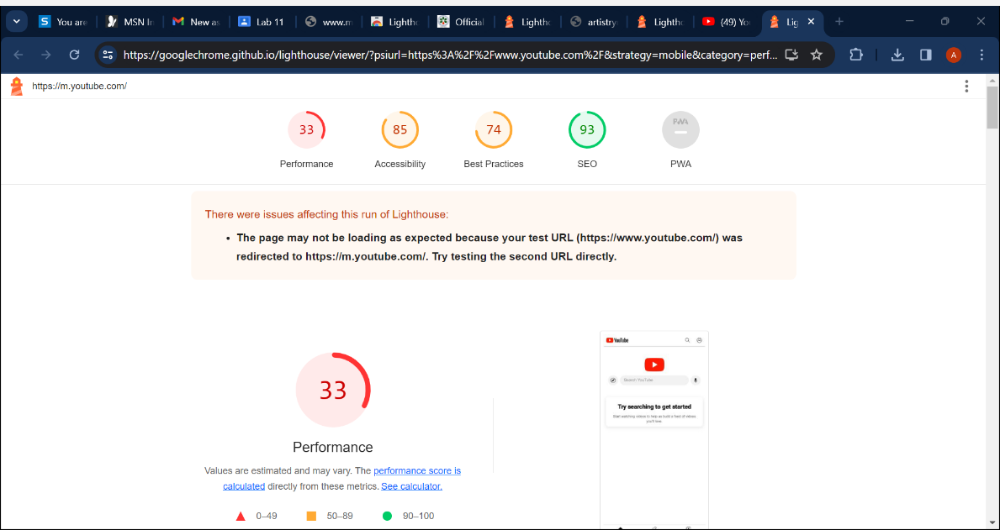 You are
MSN In
New as
Lab 11
www.m
Lighthc
Official
Lighthc
artistry
Lighthc
(49) Yo
Lig
https://googlechrome.github.io/lighthouse/viewer/?psiurl=https%3A%2F%2Fwww.youtube.com%2F&strategy=mobile&category=perf...
A
https://m.youtube.com/
33
85
74
93
PWA
Performance
Accessibility
Best Practices
SEO
PWA
There were issues affecting this run of Lighthouse:
• The page may not be loading as expected because your test URL (https://www.youtube.com/) was
redirected to https://m.youtube.com/. Try testing the second URL directly.
33
Performance
Values are estimated and may vary. The performance score is
calculated directly from these metrics. See calculator.
0–49
50–89
90–100
YouTube
Search YouTube
Try searching to get started
Start watching videos to help us build a feed of videos
you'll love.